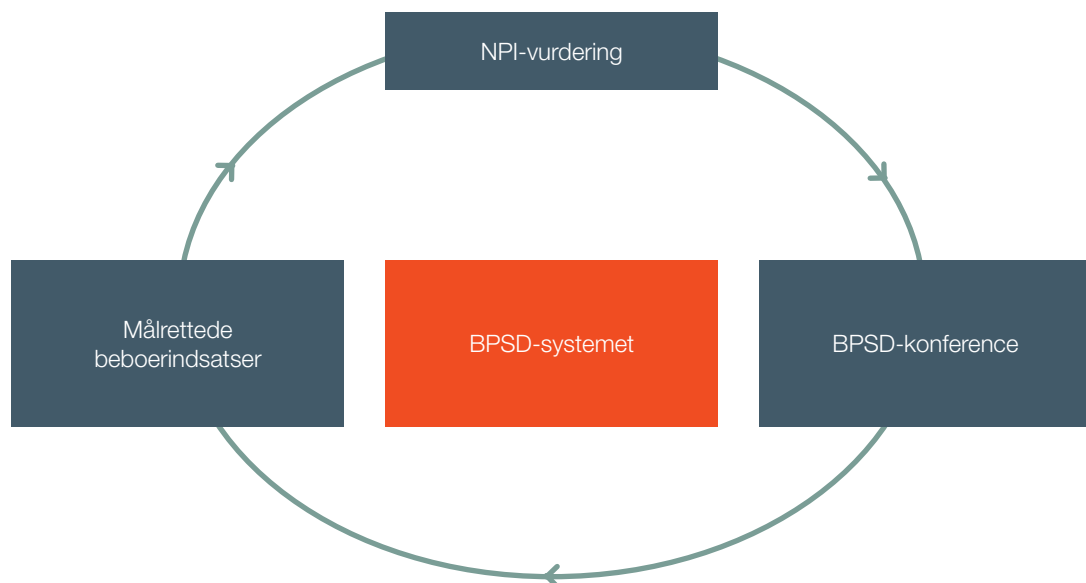 NPI-vurdering
Målrettede
beboerindsatser
BPSD-systemet
BPSD-konference